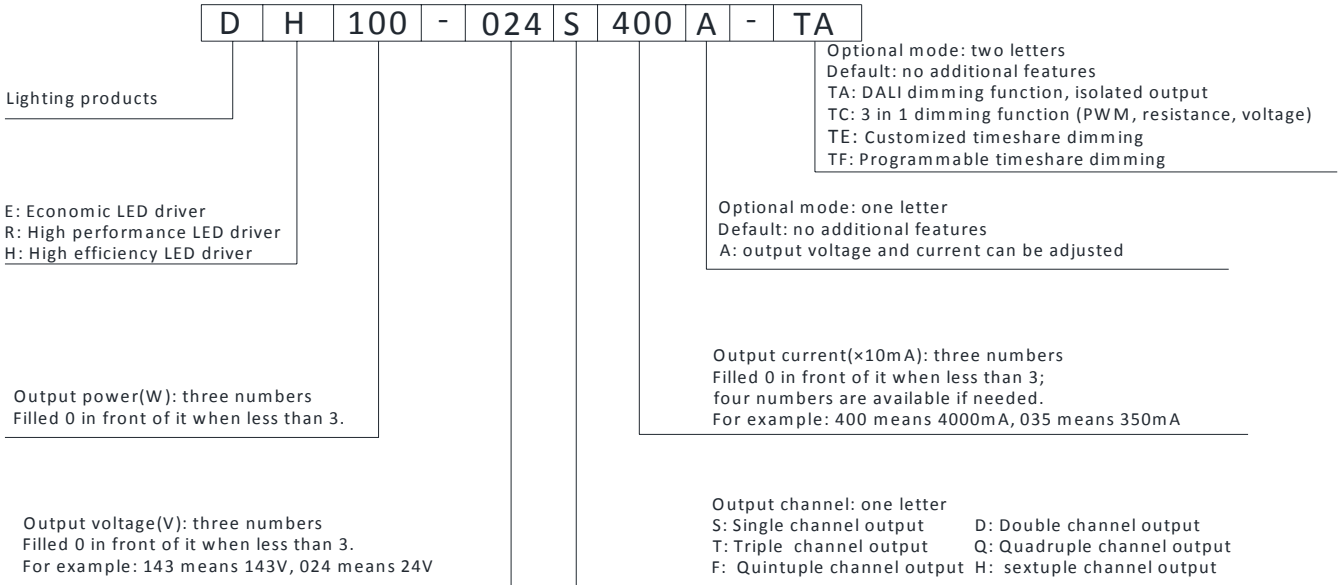 D H 100 - 024 S 400 A - TA
Optional mode: two letters
Default: no additional features
TA: DALI dimming function, isolated output
TC: 3 in 1 dimming function (PWM, resistance, voltage)
TE: Customized timeshare dimming
TF: Programmable timeshare dimming
Lighting products
E: Economic LED driver
R: High performance LED driver
H: High efficiency LED driver
Optional mode: one letter
Default: no additional features
A: output voltage and current can be adjusted
Output power(W): three numbers
Filled 0 in front of it when less than 3.
Output current(×10mA): three numbers
Filled 0 in front of it when less than 3;
four numbers are available if needed.
For example: 400 means 4000mA, 035 means 350mA
Output voltage(V): three numbers
Filled 0 in front of it when less than 3.
For example: 143 means 143V, 024 means 24V
Output channel: one letter
S: Single channel output D: Double channel output
T: Triple channel output Q: Quadruple channel output
F: Quintuple channel output H: sextuple channel output